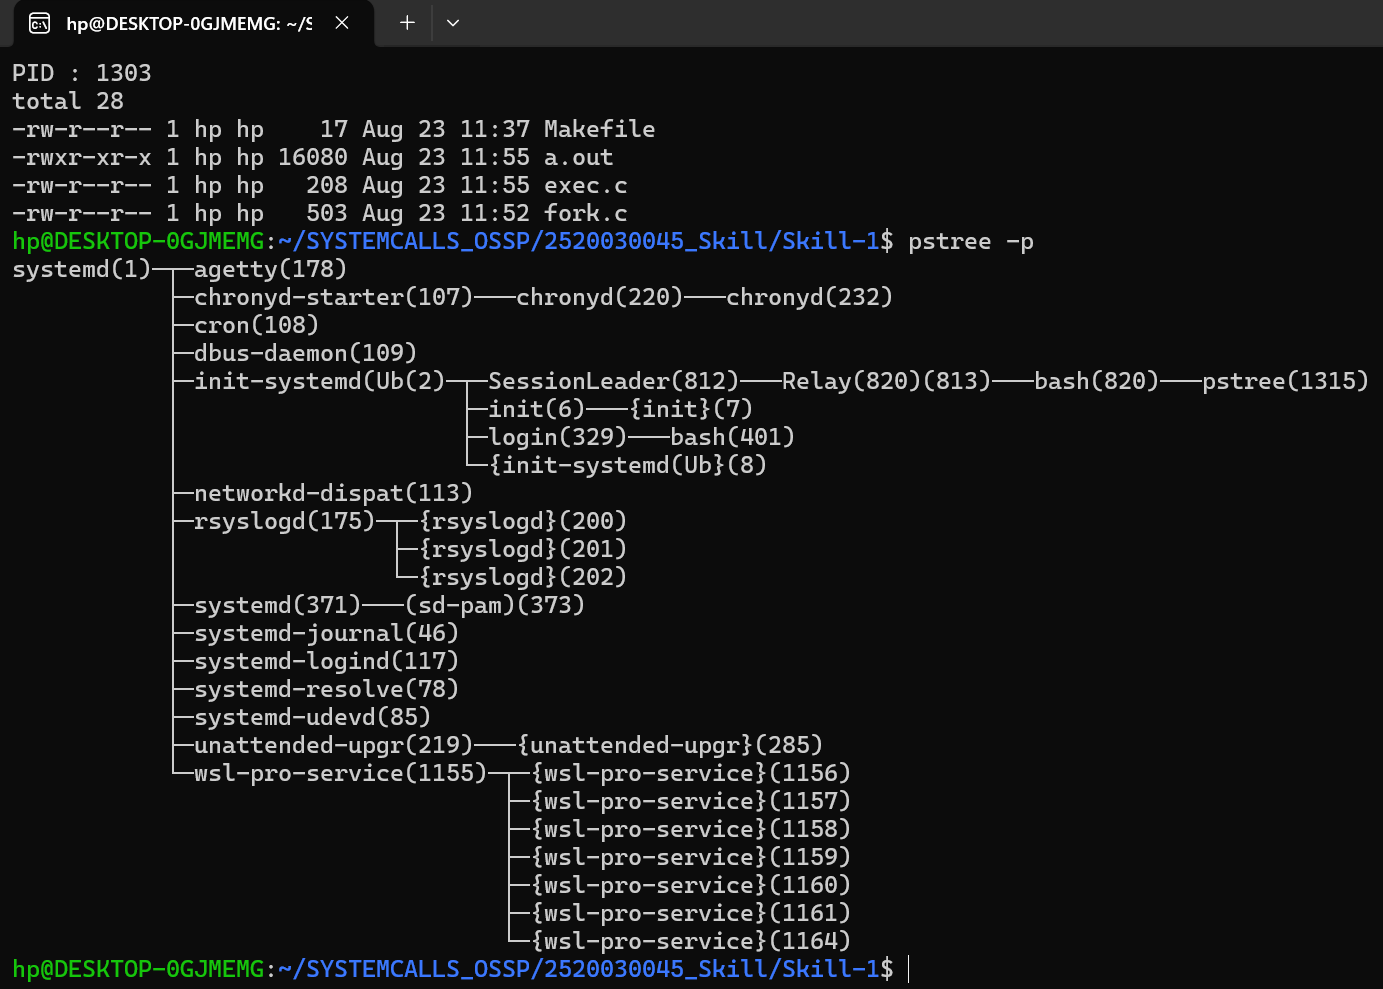 hp@DESKTOP-0GJMEMG: ~/S
PID : 1303
total 28
-rw-r--r-- 1 hp hp    17 Aug 23 11:37 Makefile
-rwxr-xr-x 1 hp hp 16080 Aug 23 11:55 a.out
-rw-r--r-- 1 hp hp   208 Aug 23 11:55 exec.c
-rw-r--r-- 1 hp hp   503 Aug 23 11:52 fork.c
hp@DESKTOP-0GJMEMG:~/SYSTEMCALLS_OSSP/2520030045_Skill/Skill-1$ pstree -p
systemd(1)─┬─agetty(178)
           ├─chronyd-starter(107)───chronyd(220)───chronyd(232)
           ├─cron(108)
           ├─dbus-daemon(109)
           ├─init-systemd(Ub(2)─┬─SessionLeader(812)───Relay(820)(813)───bash(820)───pstree(1315)
           │                    ├─init(6)───{init}(7)
           │                    ├─login(329)───bash(401)
           │                    └─{init-systemd(Ub}(8)
           ├─networkd-dispat(113)
           ├─rsyslogd(175)─┬─{rsyslogd}(200)
           │               ├─{rsyslogd}(201)
           │               └─{rsyslogd}(202)
           ├─systemd(371)───(sd-pam)(373)
           ├─systemd-journal(46)
           ├─systemd-logind(117)
           ├─systemd-resolve(78)
           ├─systemd-udevd(85)
           ├─unattended-upgr(219)───{unattended-upgr}(285)
           └─wsl-pro-service(1155)─┬─{wsl-pro-service}(1156)
                                   ├─{wsl-pro-service}(1157)
                                   ├─{wsl-pro-service}(1158)
                                   ├─{wsl-pro-service}(1159)
                                   ├─{wsl-pro-service}(1160)
                                   ├─{wsl-pro-service}(1161)
                                   └─{wsl-pro-service}(1164)
hp@DESKTOP-0GJMEMG:~/SYSTEMCALLS_OSSP/2520030045_Skill/Skill-1$